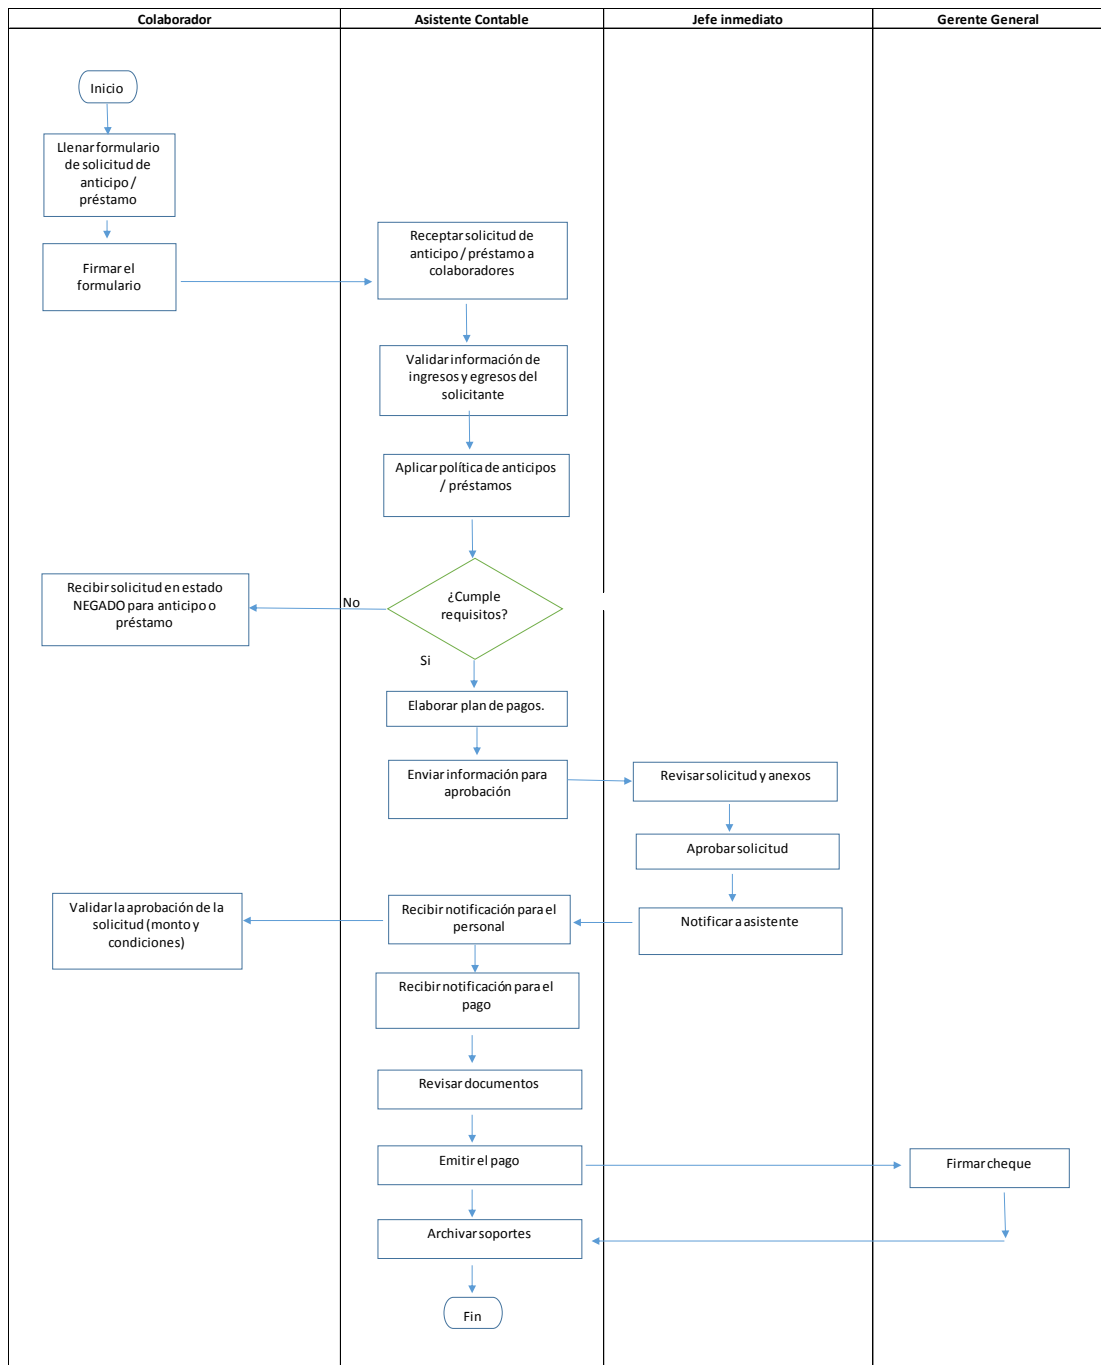 Colaborador
Asistente Contable
Jefe inmediato
Gerente General
Inicio
Llenar formulario
de solicitud de
anticipo /
préstamo
Firmar el
formulario
Receptar solicitud de
anticipo / préstamo a
colaboradores
Validar información de
ingresos y egresos del
solicitante
Aplicar política de anticipos
/ préstamos
¿Cumple
requisitos?
No
Recibir solicitud en estado
NEGADO para anticipo o
préstamo
Si
Elaborar plan de pagos.
Enviar información para
aprobación
Revisar solicitud y anexos
Aprobar solicitud
Notificar a asistente
Recibir notificación para el
personal
Validar la aprobación de la
solicitud (monto y
condiciones)
Recibir notificación para el
pago
Revisar documentos
Emitir el pago
Firmar cheque
Archivar soportes
Fin